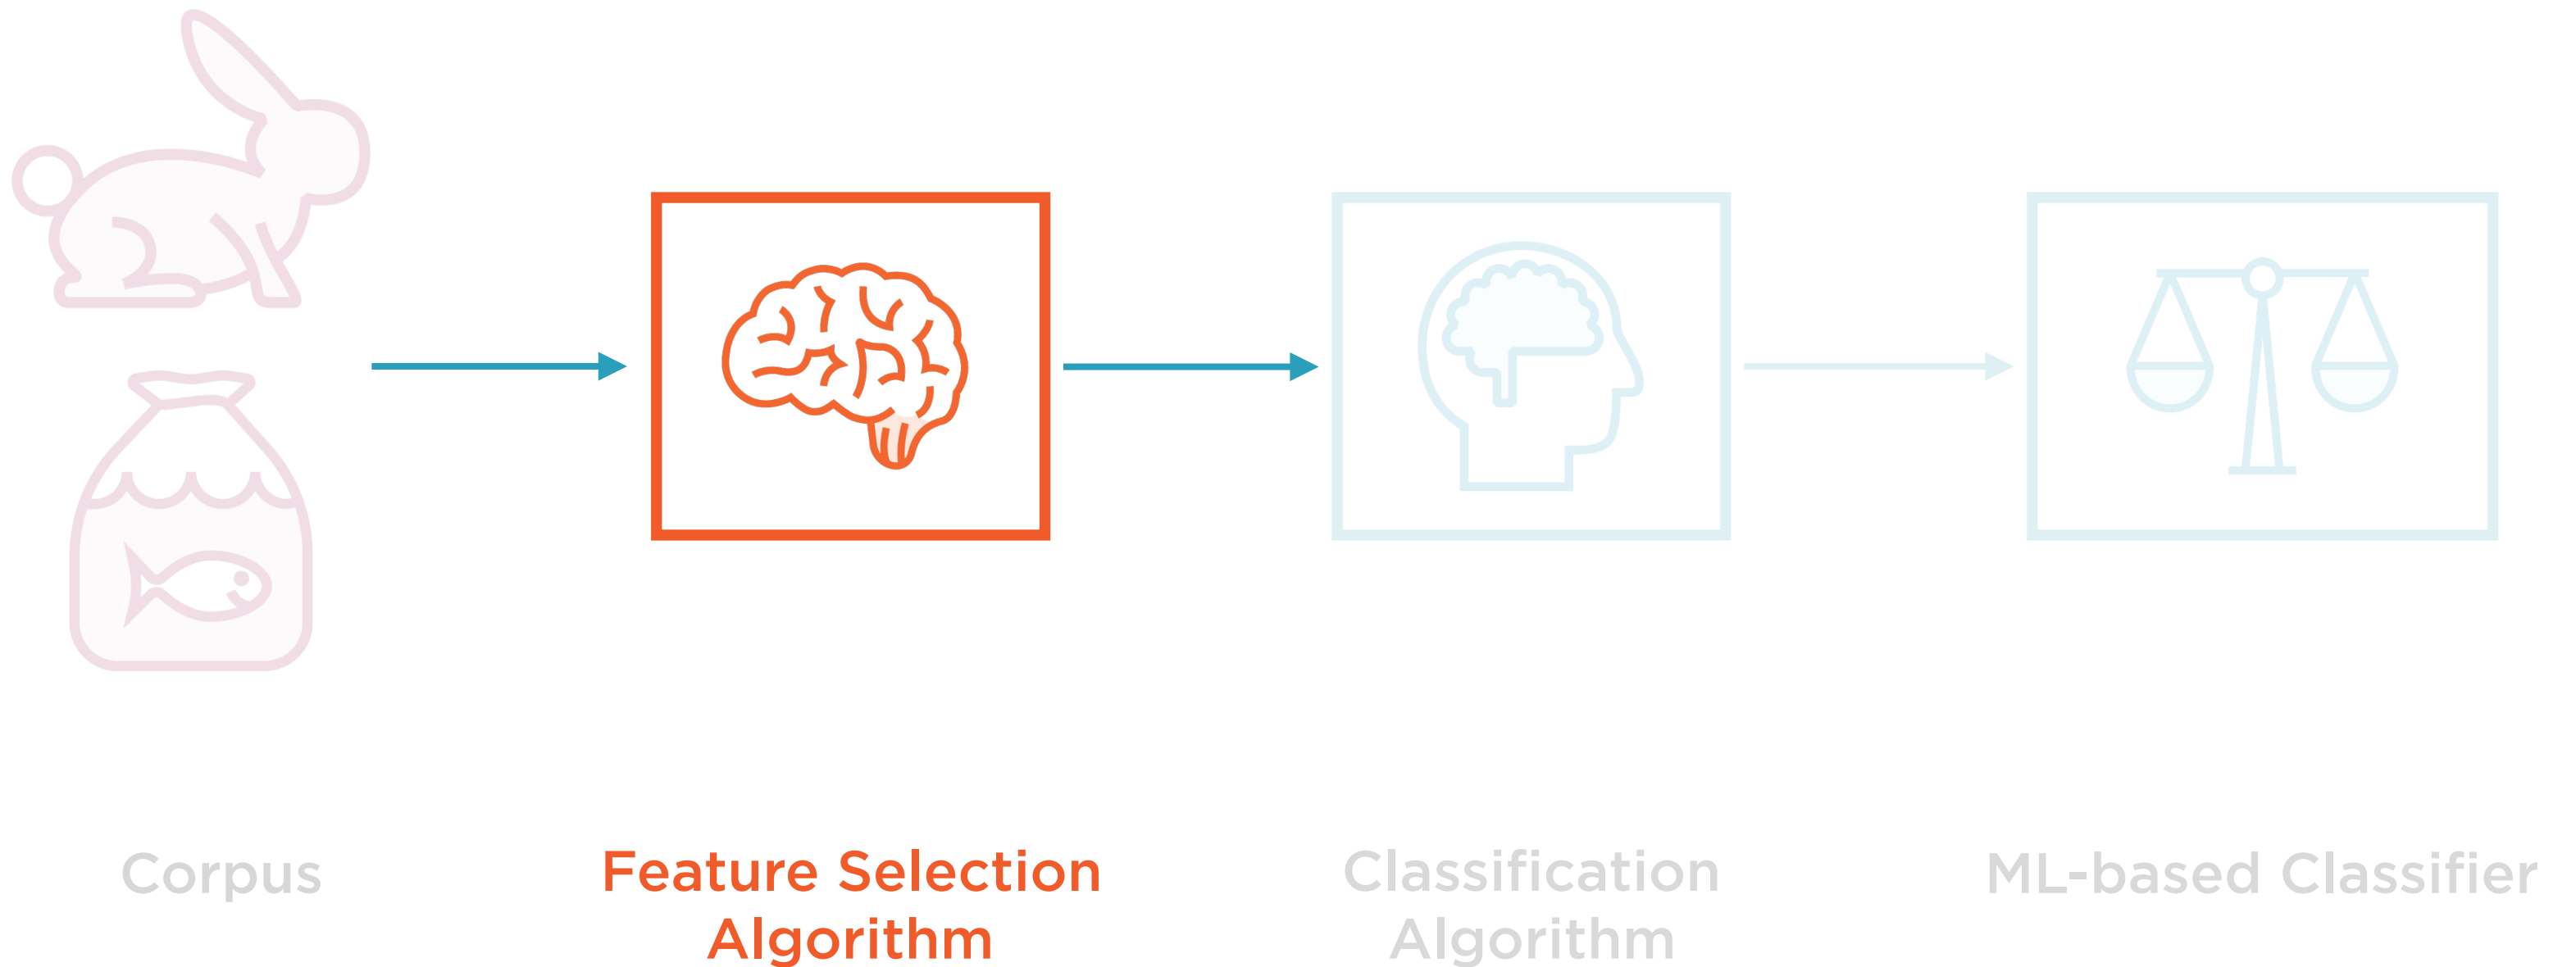 Corpus
Feature Selection
Algorithm
Classification
Algorithm
ML-based Classifier